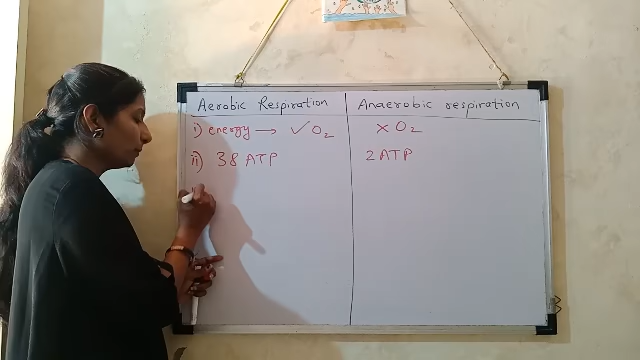 Aerobic Respiration Anaerobic respiration
i) energy → ✓ O₂ × O₂
ii) 38 ATP 2 ATP